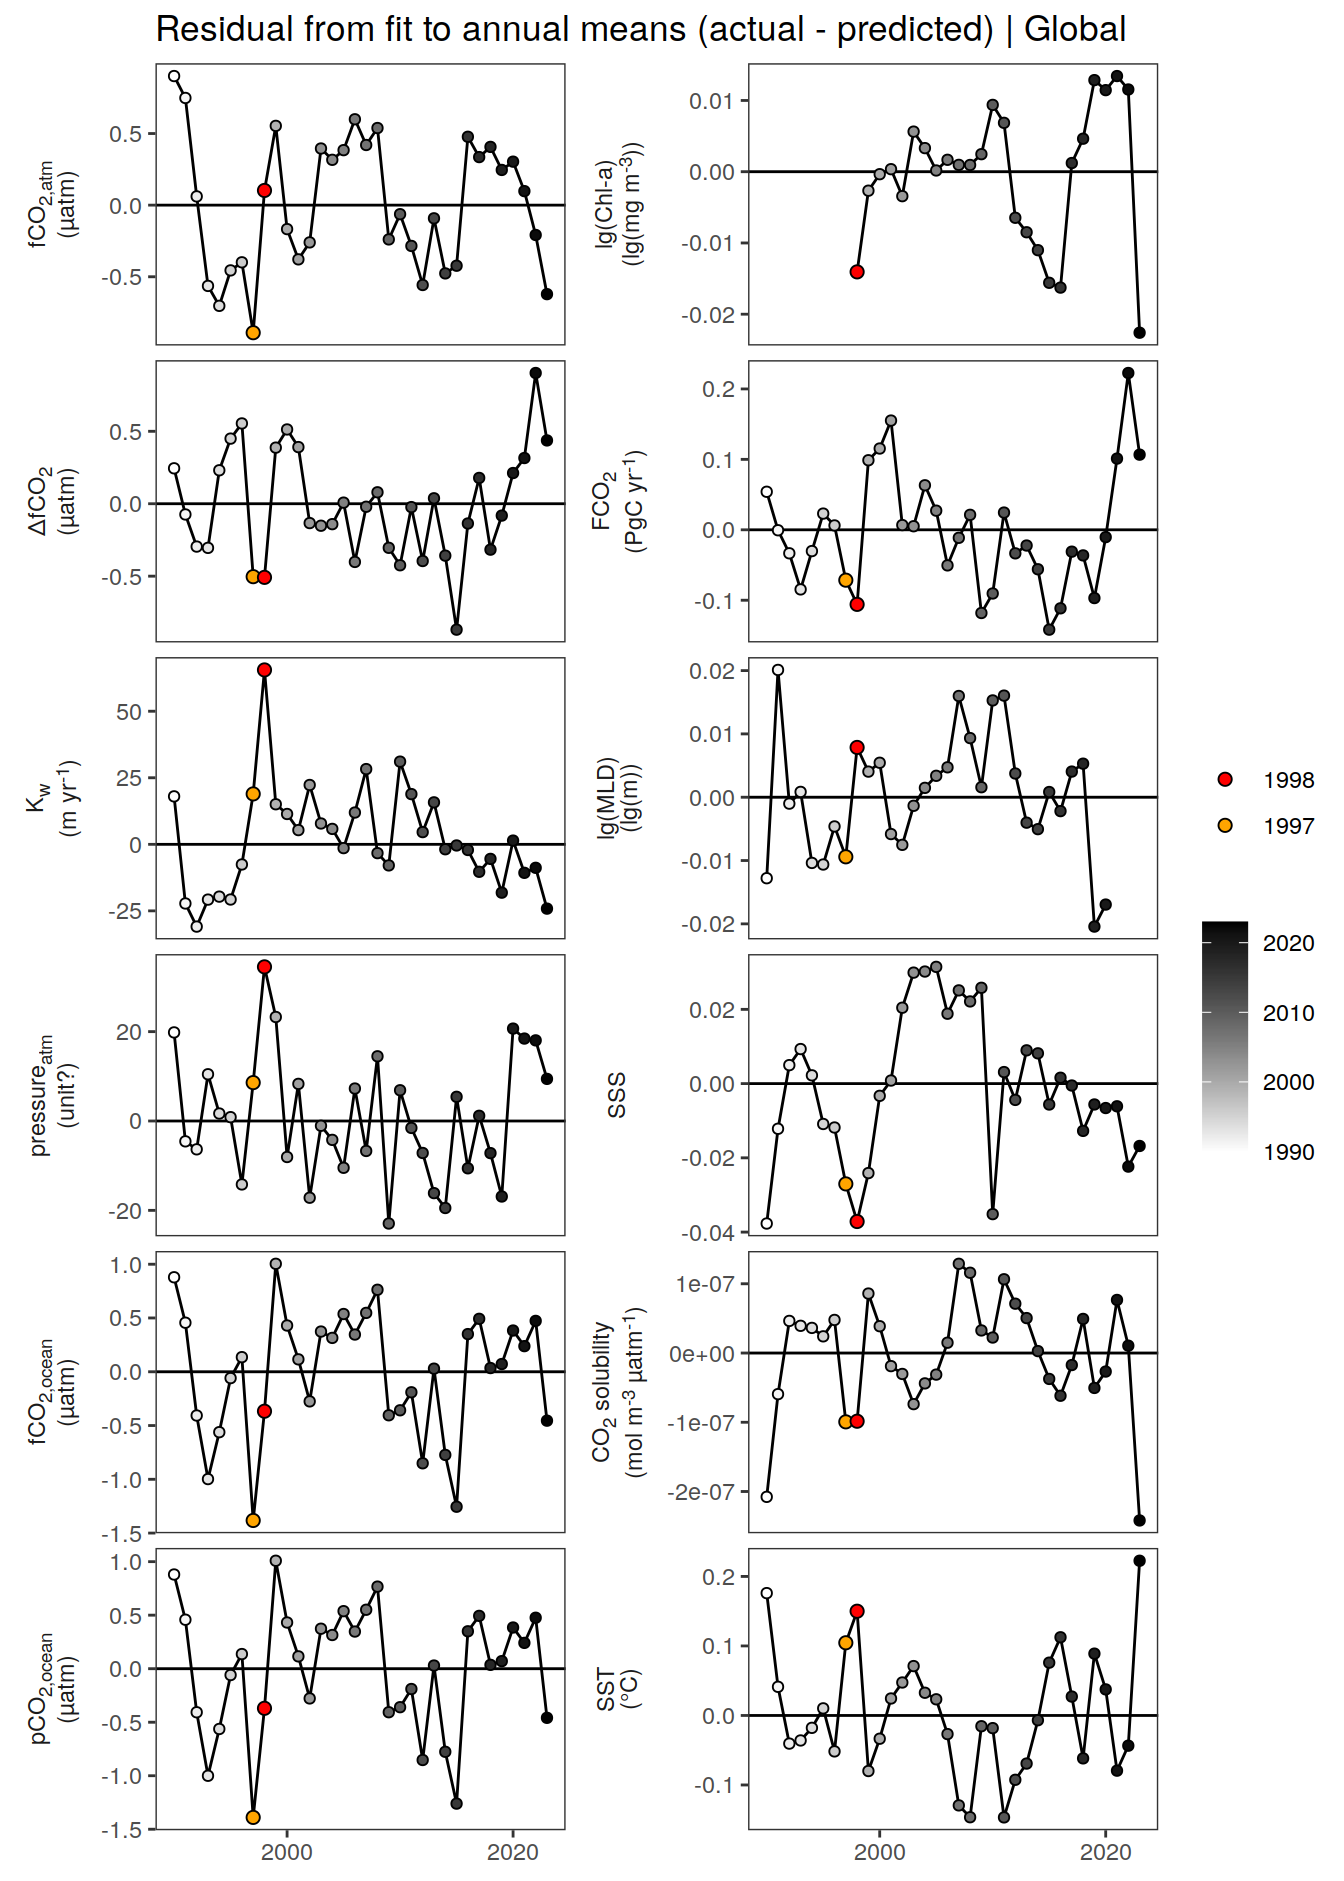 Residual from fit to annual means (actual - predicted) | Global
fCO2,atm
(µatm)
0.5
0.0
-0.5
lg(Chl-a)
(lg(mg m-3))
0.01
0.00
-0.01
-0.02
ΔfCO2
(µatm)
0.5
0.0
-0.5
FCO2
(PgC yr-1)
0.2
0.1
0.0
-0.1
Kw
(m yr-1)
50
25
0
-25
lg(MLD)
(lg(m))
0.02
0.01
0.00
-0.01
-0.02
pressureatm
(unit?)
20
0
-20
SSS
0.02
0.00
-0.02
-0.04
fCO2,ocean
(µatm)
1.0
0.5
0.0
-0.5
-1.0
-1.5
CO2 solubility
(mol m-3 µatm-1)
1e-07
0e+00
-1e-07
-2e-07
pCO2,ocean
(µatm)
1.0
0.5
0.0
-0.5
-1.0
-1.5
SST
(°C)
0.2
0.1
0.0
-0.1
2000
2020
2000
2020
1998
1997
2020
2010
2000
1990